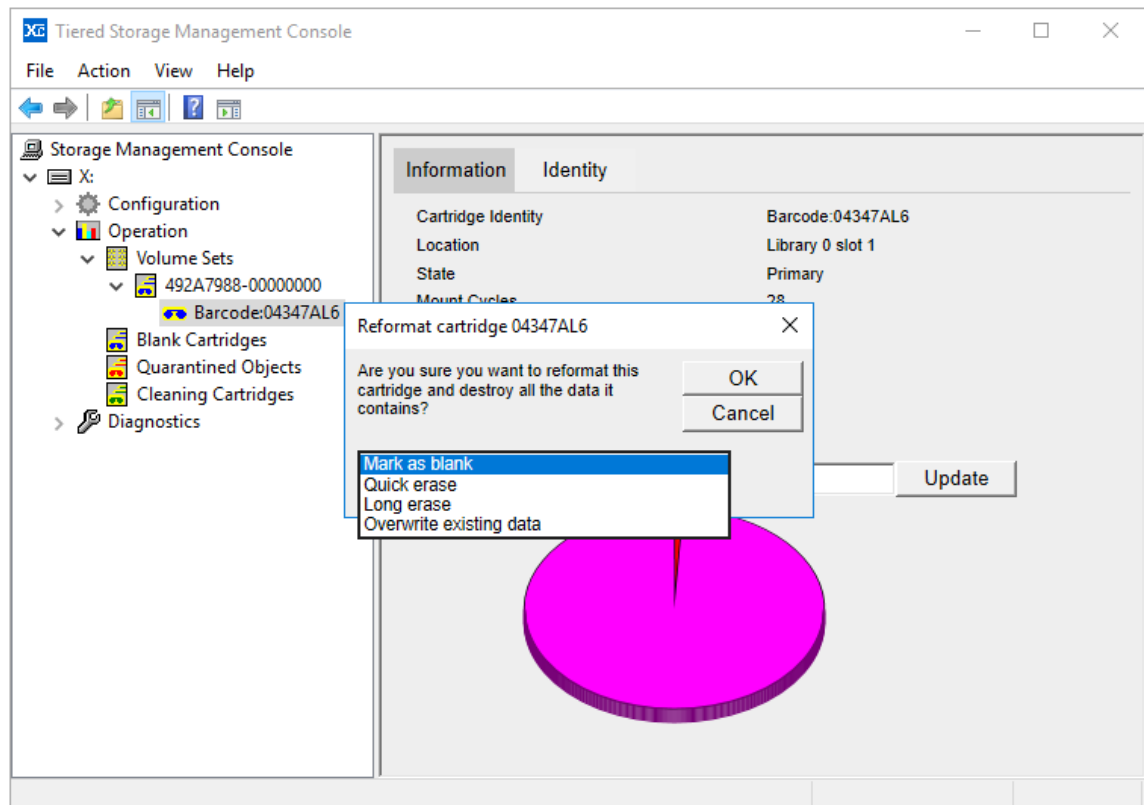 XC Tiered Storage Management Console
File Action View Help
Storage Management Console
X:
Configuration
Operation
Volume Sets
492A7988-00000000
Barcode:04347AL6
Blank Cartridges
Quarantined Objects
Cleaning Cartridges
Diagnostics
Information Identity
Cartridge Identity Barcode:04347AL6
Location Library 0 slot 1
State Primary
Mount Cycles 28
Reformat cartridge 04347AL6
Are you sure you want to reformat this
cartridge and destroy all the data it
contains?
OK
Cancel
Mark as blank
Quick erase
Long erase
Overwrite existing data
Update